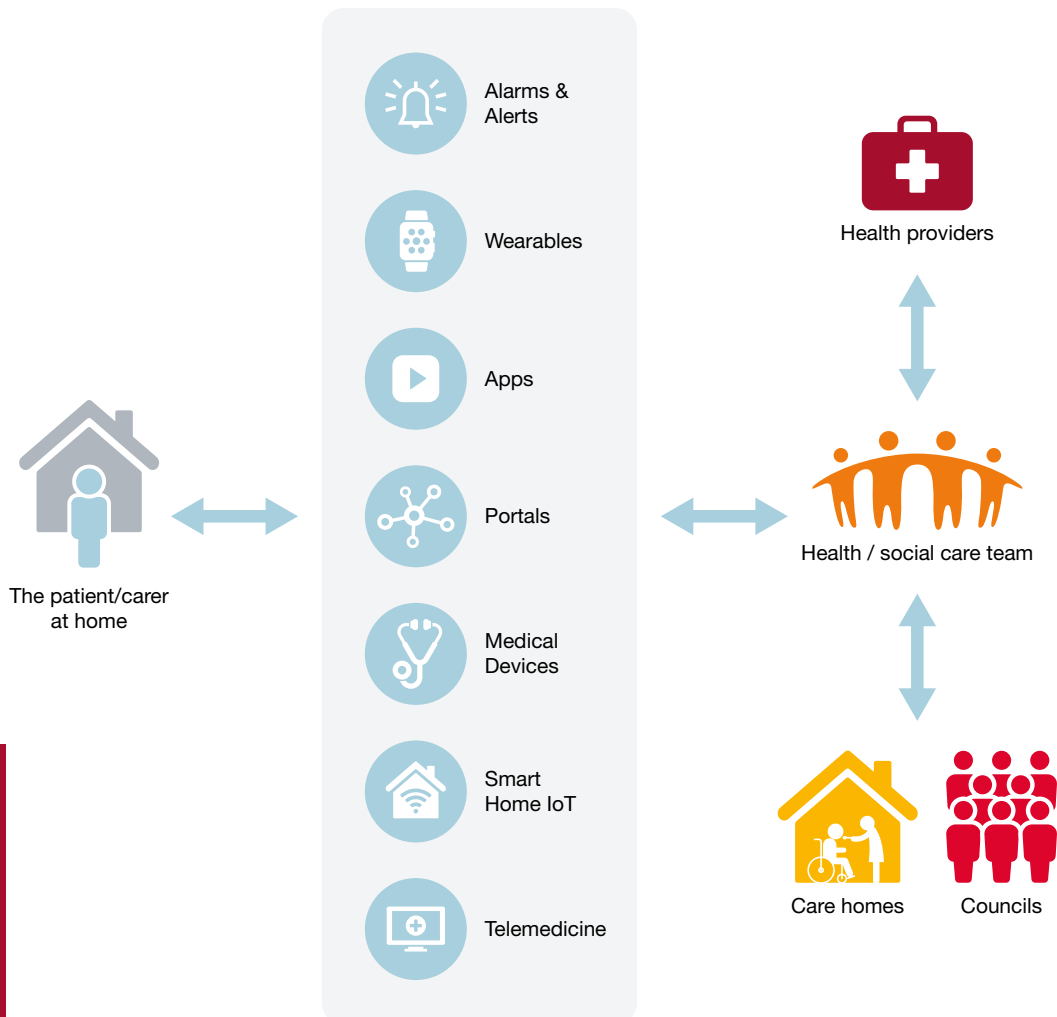 The patient/carer
at home
Alarms &
Alerts
Wearables
Apps
Portals
Medical
Devices
Smart
Home IoT
Telemedicine
Health providers
Health / social care team
Care homes
Councils